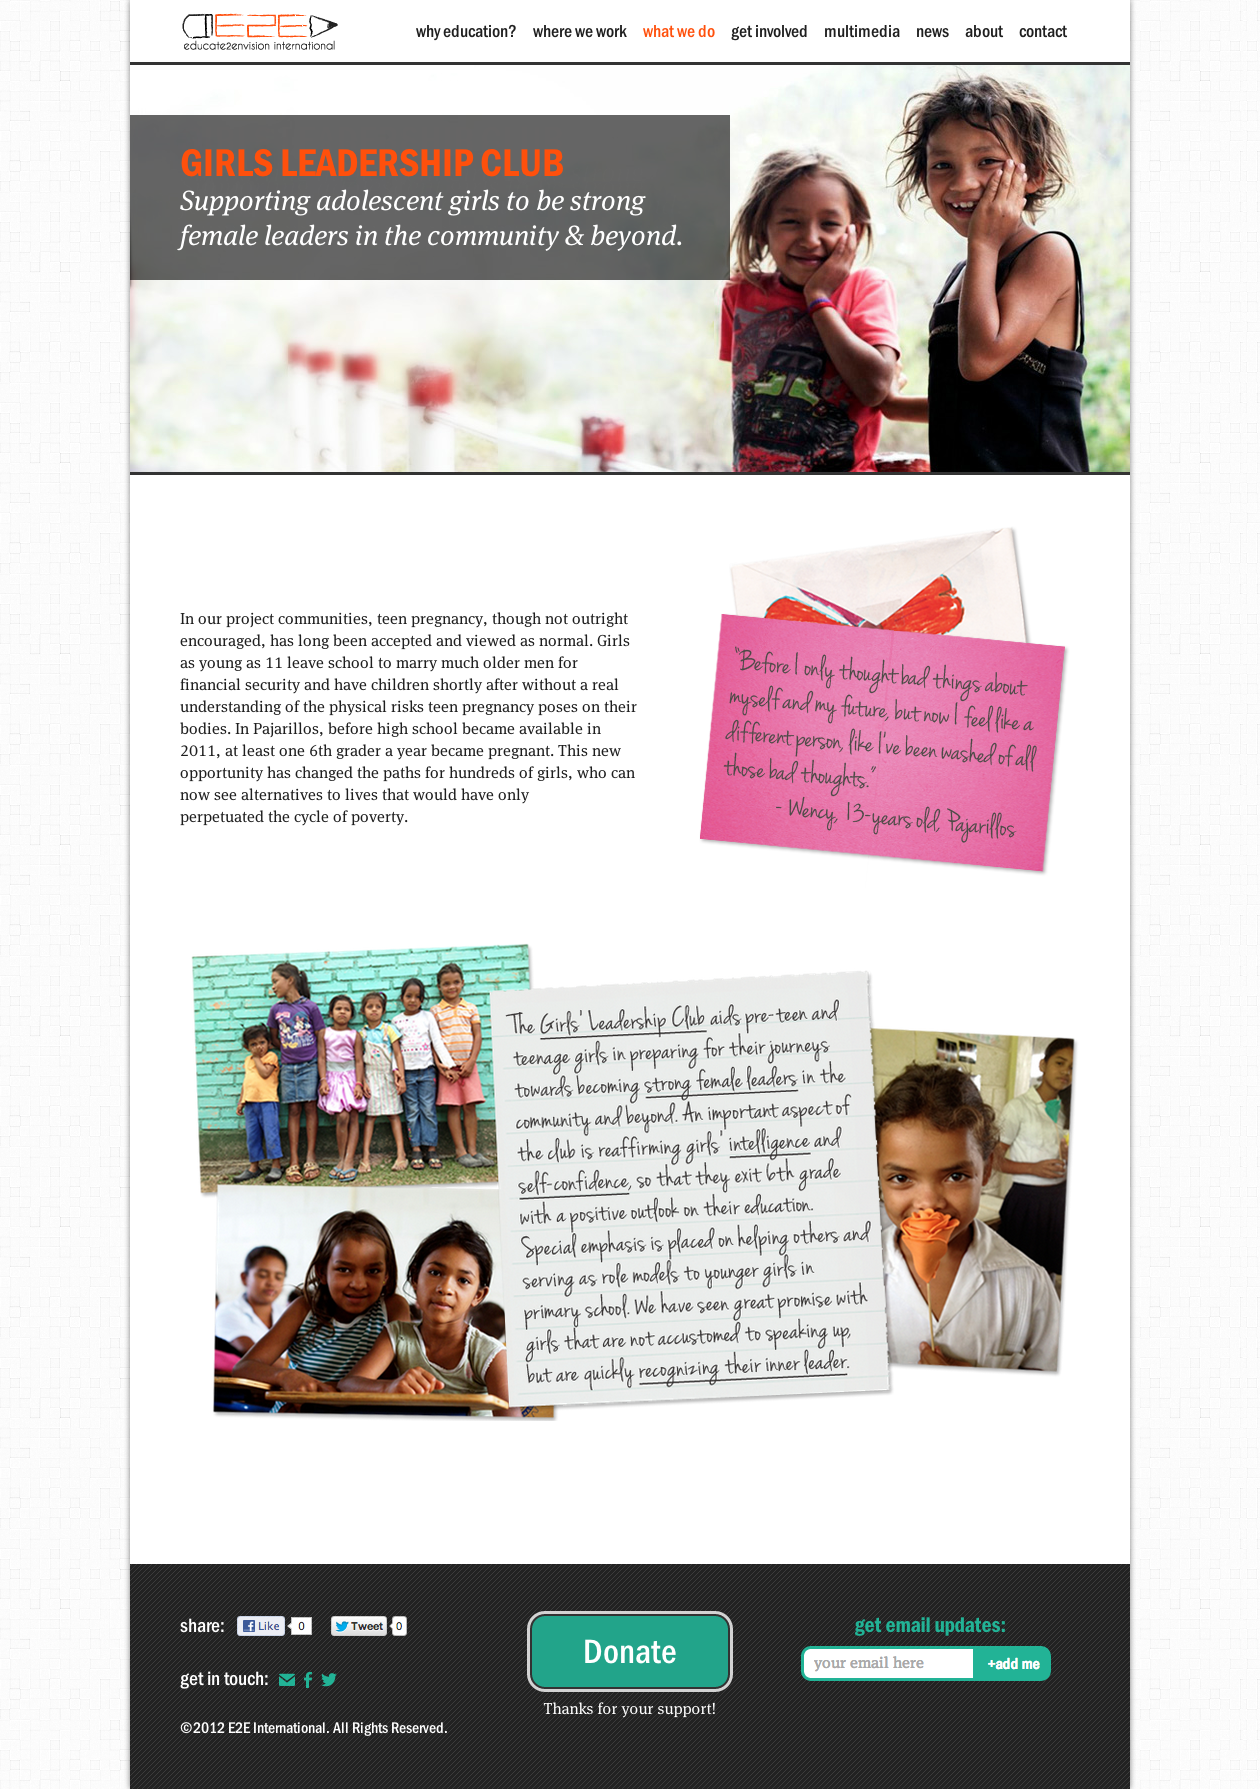 E2E
educate2envision international
why education? where we work what we do get involved multimedia news about contact
GIRLS LEADERSHIP CLUB
Supporting adolescent girls to be strong
female leaders in the community & beyond.
In our project communities, teen pregnancy, though not outright
encouraged, has long been accepted and viewed as normal. Girls
as young as 11 leave school to marry much older men for
financial security and have children shortly after without a real
understanding of the physical risks teen pregnancy poses on their
bodies. In Pajarillos, before high school became available in
2011, at least one 6th grader a year became pregnant. This new
opportunity has changed the paths for hundreds of girls, who can
now see alternatives to lives that would have only
perpetuated the cycle of poverty.
"Before I only thought bad things about
myself and my future, but now I feel like a
different person, like I've been washed of all
those bad thoughts."
- Wency, 13-years old, Pajarillos
The Girls' Leadership Club aids pre-teen and
teenage girls in preparing for their journeys
towards becoming strong female leaders in the
community and beyond. An important aspect of
the club is reaffirming girls' intelligence and
self-confidence, so that they exit 6th grade
with a positive outlook on their education.
Special emphasis is placed on helping others and
serving as role models to younger girls in
primary school. We have seen great promise with
girls that are not accustomed to speaking up,
but are quickly recognizing their inner leader.
share: Like 0 Tweet 0
get in touch:
©2012 E2E International. All Rights Reserved.
Donate
Thanks for your support!
get email updates:
your email here +add me